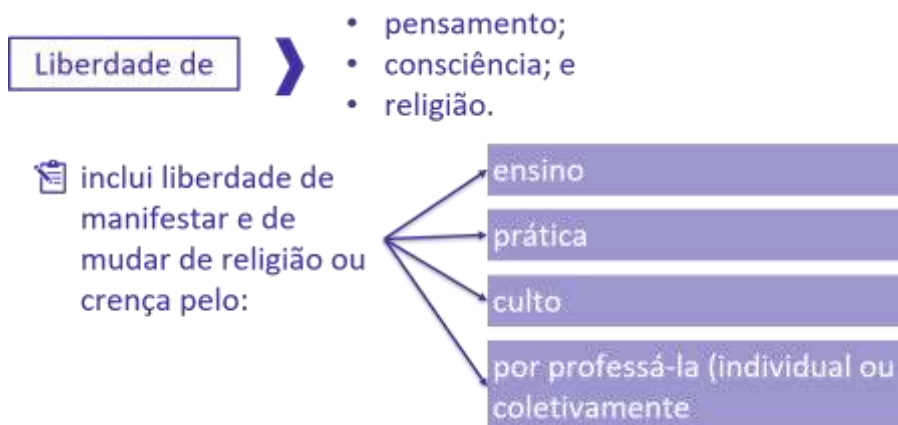 Liberdade de
• pensamento;
• consciência; e
• religião.
inclui liberdade de
manifestar e de
mudar de religião ou
crença pelo:
ensino
prática
culto
por professá-la (individual ou
coletivamente